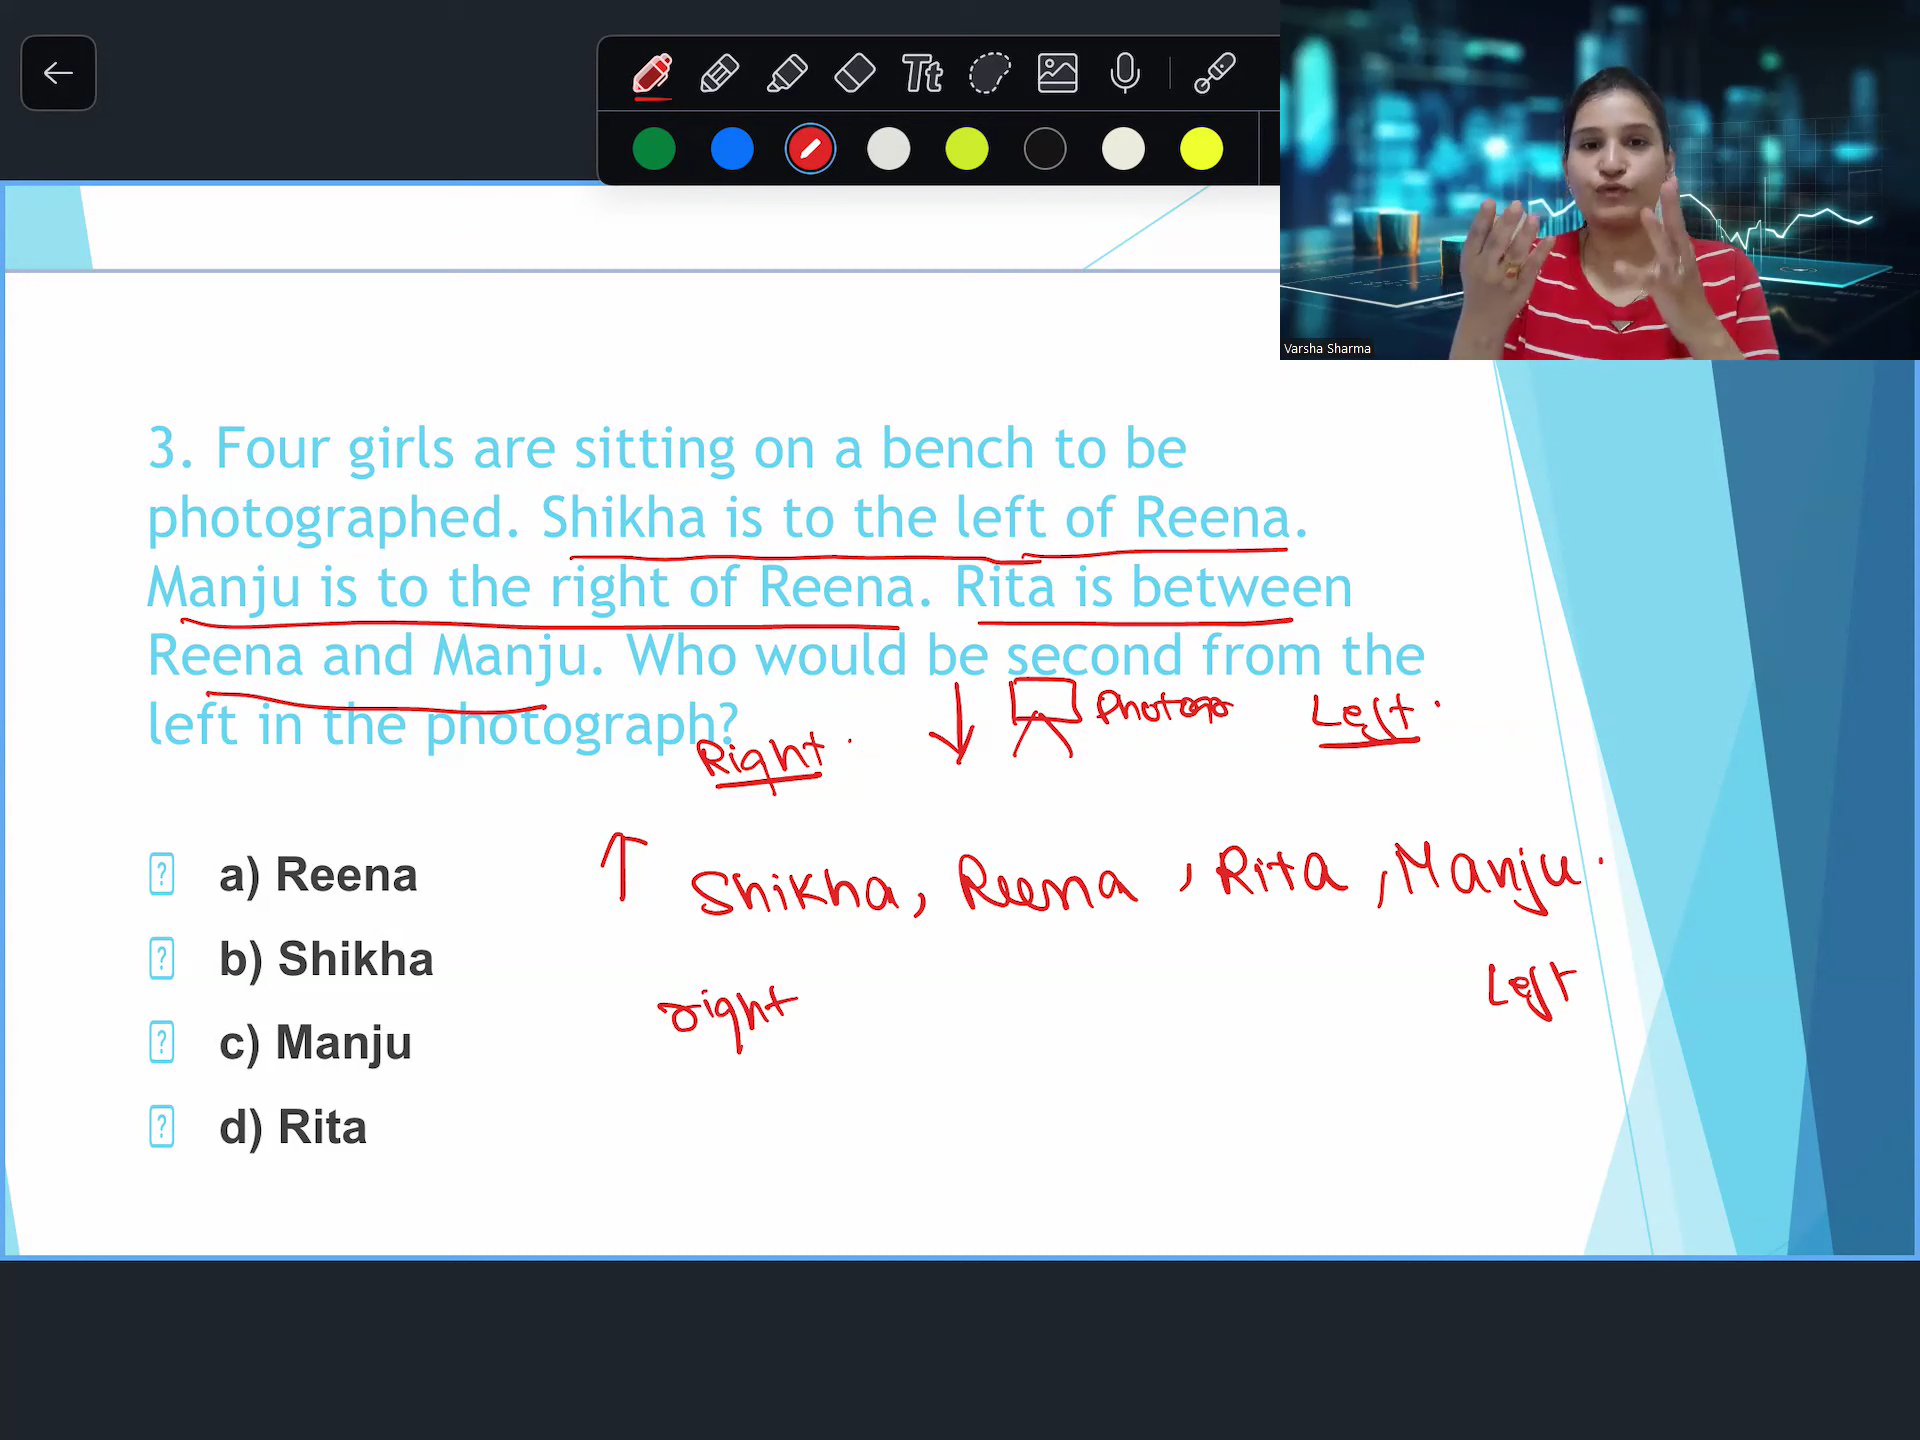 Tt
Varsha Sharma
3. Four girls are sitting on a bench to be
photographed. Shikha is to the left of Reena.
Manju is to the right of Reena. Rita is between
Reena and Manju. Who would be second from the
left in the photograph?
Photogr
Left
Right
a) Reena
b) Shikha
c) Manju
d) Rita
Shikha, Reena, Rita, Manju.
right
Left